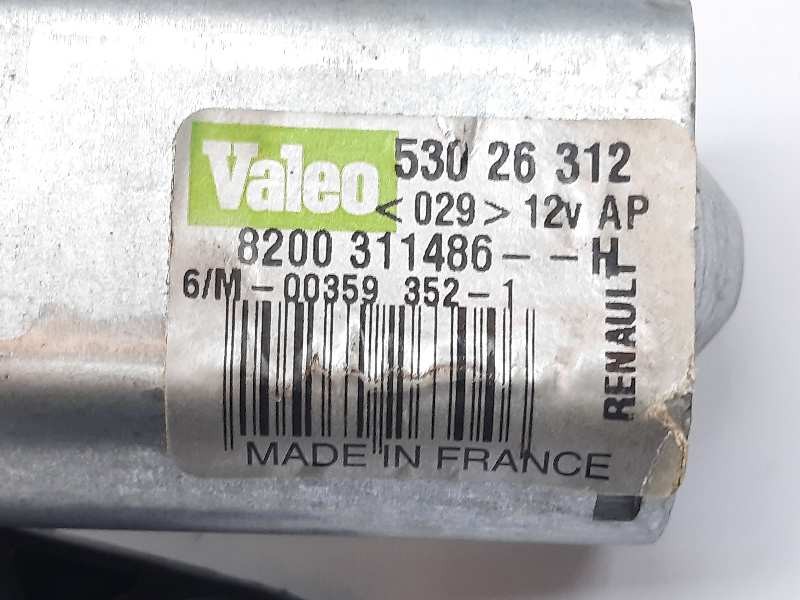 Valeo 530 26 312
< 029 > 12v AP
8200 311486 - - H
6/M - 00359 352 - 1
RENAULT
MADE IN FRANCE